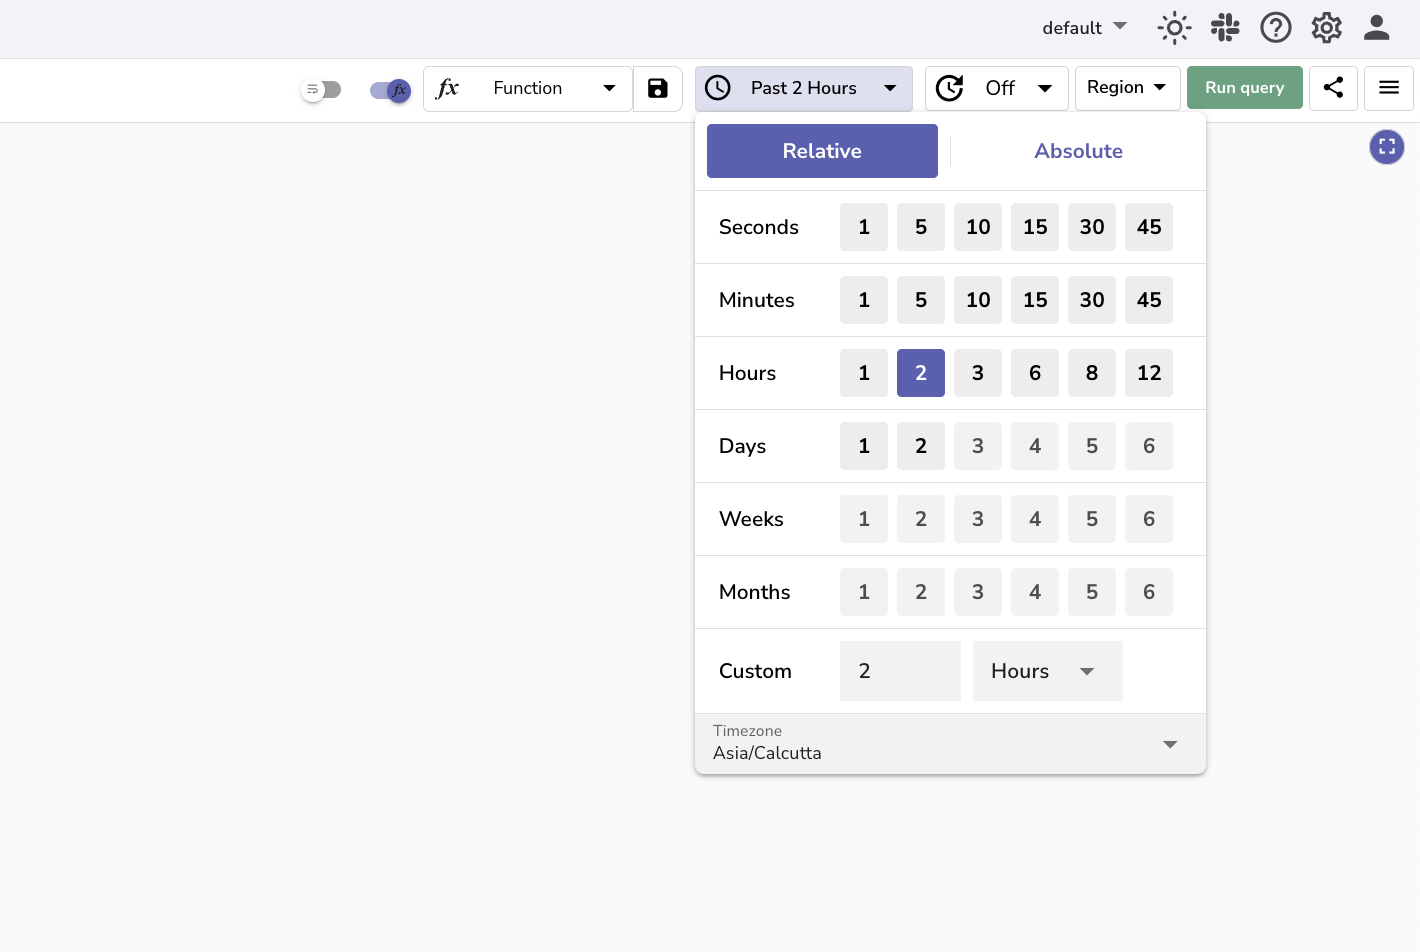 default
fx Function Past 2 Hours Off Region Run query
Relative Absolute
Seconds 1 5 10 15 30 45
Minutes 1 5 10 15 30 45
Hours 1 2 3 6 8 12
Days 1 2 3 4 5 6
Weeks 1 2 3 4 5 6
Months 1 2 3 4 5 6
Custom 2 Hours
Timezone
Asia/Calcutta